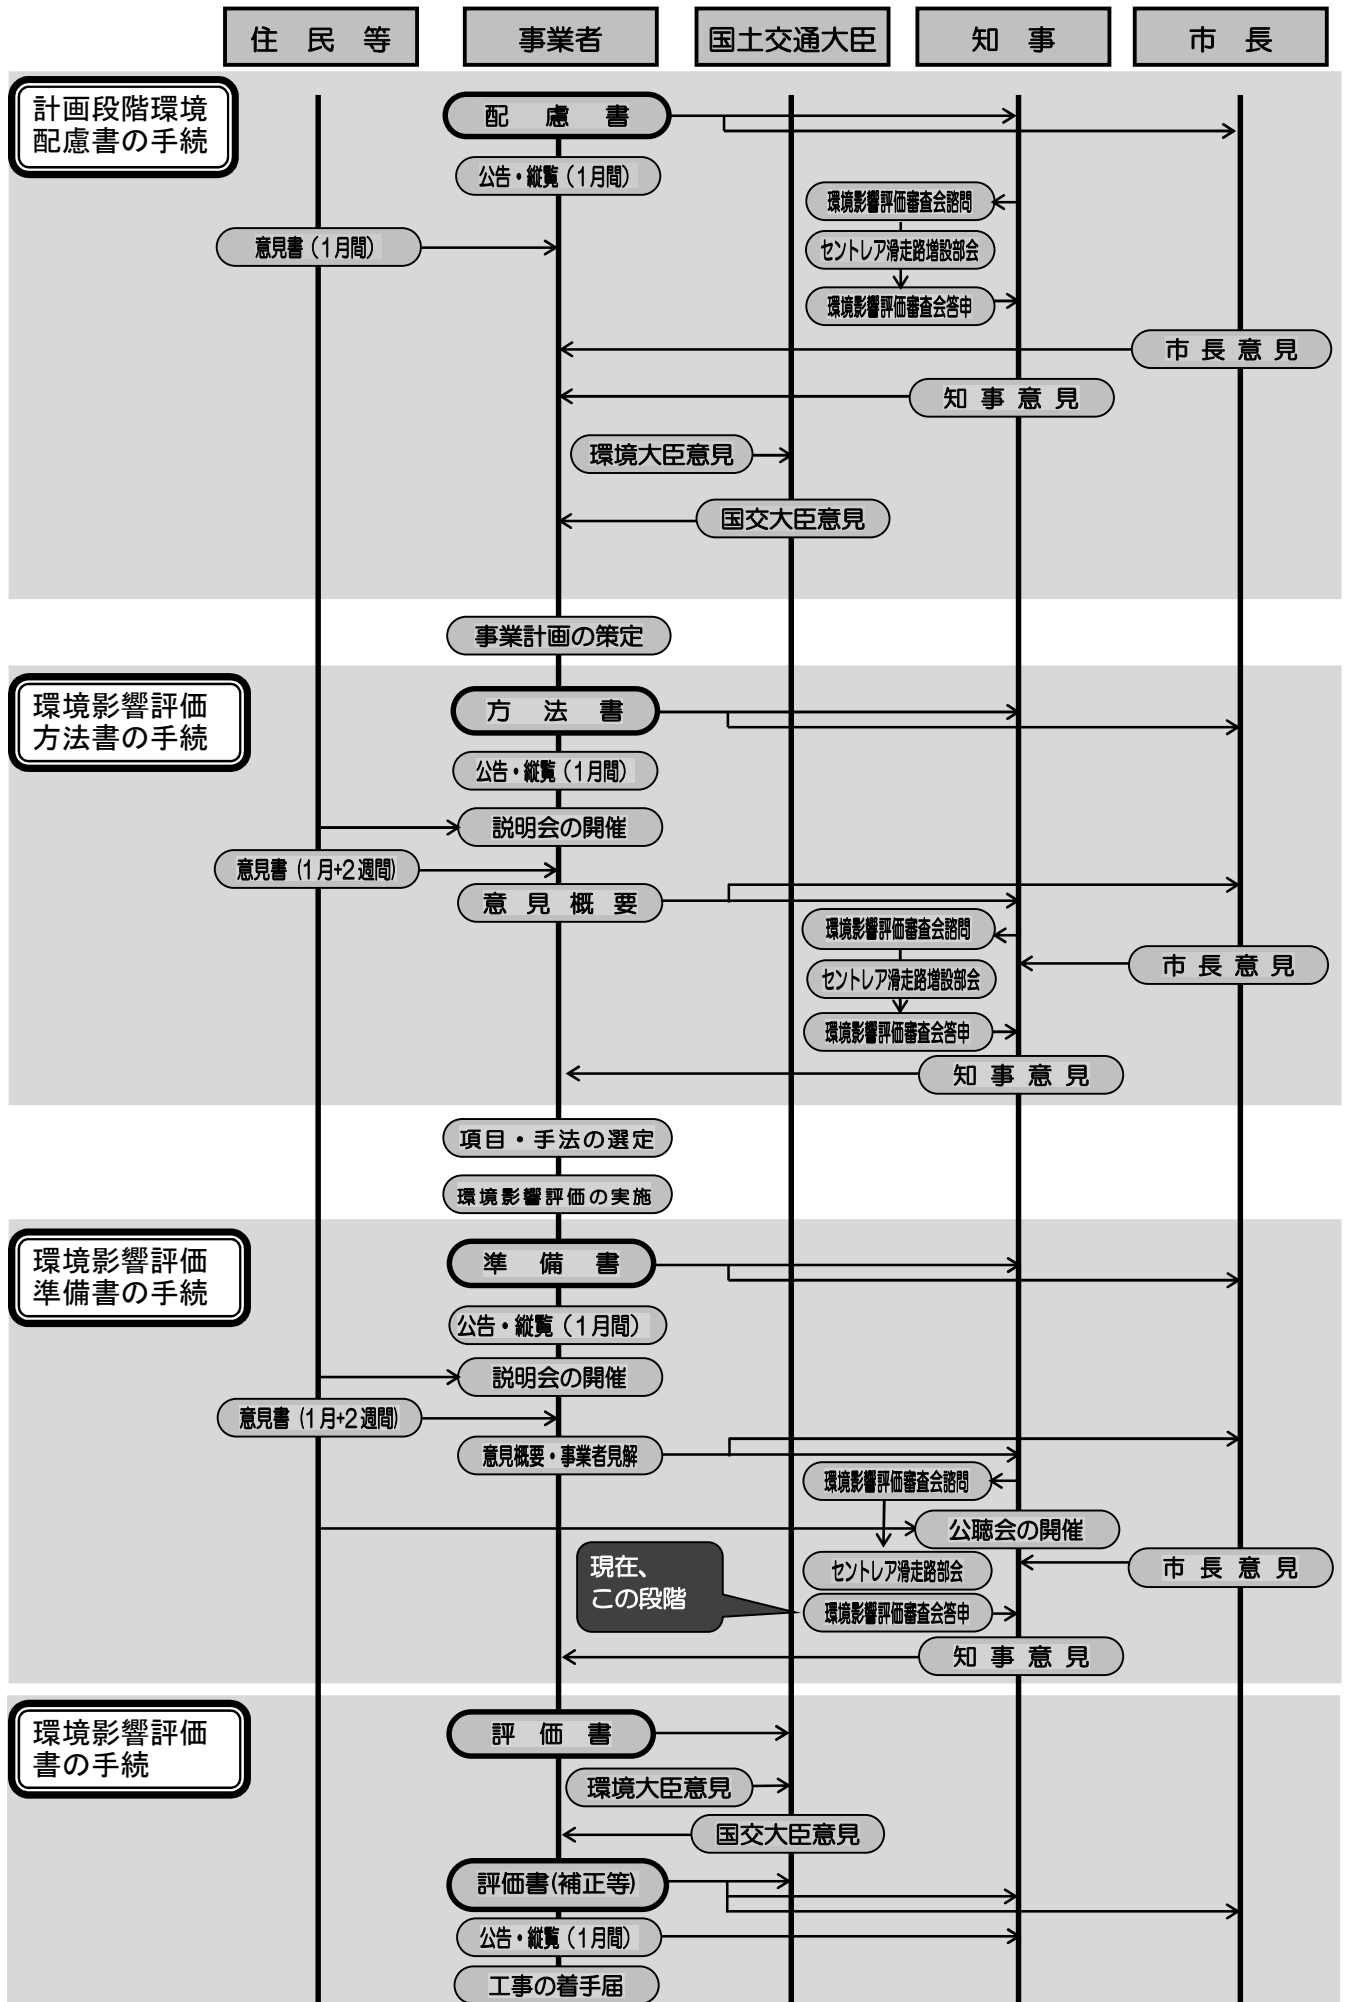 住　民　等
事業者
国土交通大臣
知　事
市　長
計画段階環境
配慮書の手続
配　慮　書
公告・縦覧（１月間）
環境影響評価審査会諮問
意見書（１月間）
セントレア滑走路増設部会
環境影響評価審査会答申
市 長 意 見
知 事 意 見
環境大臣意見
国交大臣意見
事業計画の策定
環境影響評価
方法書の手続
方　法　書
公告・縦覧（１月間）
説明会の開催
意見書（１月+２週間）
意 見 概 要
環境影響評価審査会諮問
市 長 意 見
セントレア滑走路増設部会
環境影響評価審査会答申
知 事 意 見
項目・手法の選定
環境影響評価の実施
環境影響評価
準備書の手続
準　備　書
公告・縦覧（１月間）
説明会の開催
意見書（１月+２週間）
意見概要・事業者見解
環境影響評価審査会諮問
公聴会の開催
市 長 意 見
セントレア滑走路部会
現在、
この段階
環境影響評価審査会答申
知 事 意 見
環境影響評価
書の手続
評　価　書
環境大臣意見
国交大臣意見
評価書(補正等)
公告・縦覧（１月間）
工事の着手届